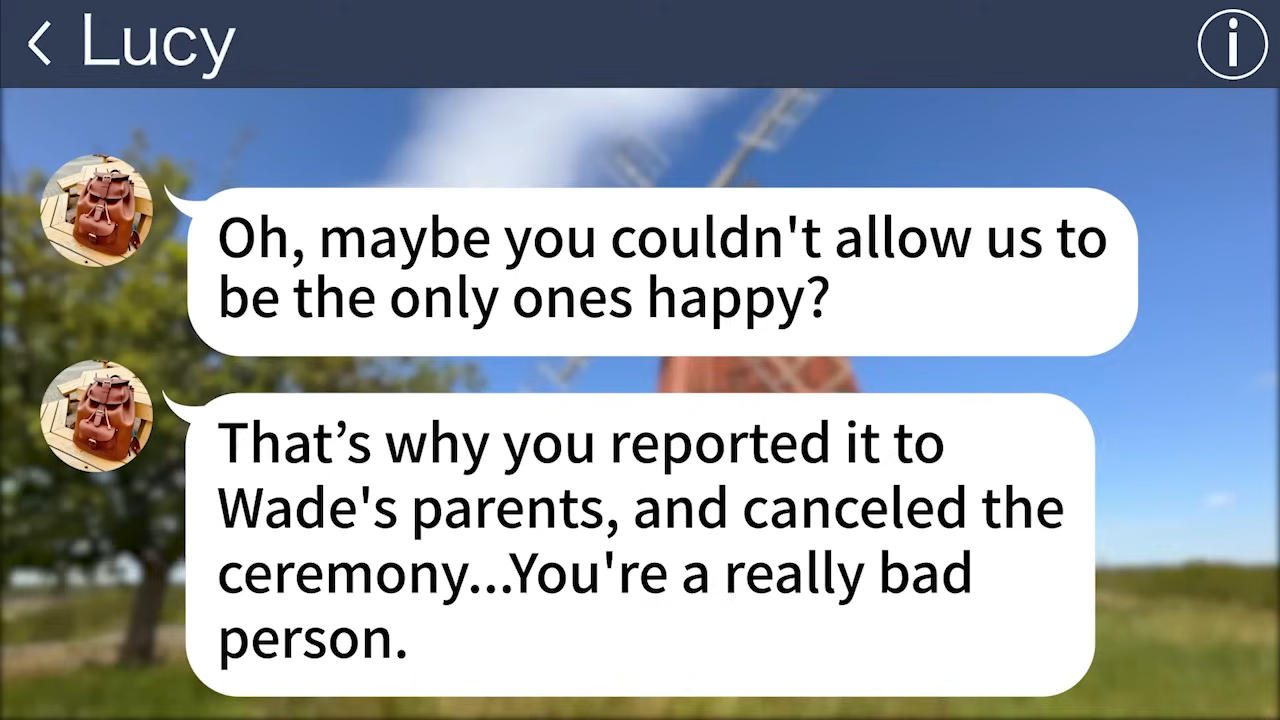 Lucy
Oh, maybe you couldn't allow us to
be the only ones happy?
That’s why you reported it to
Wade's parents, and canceled the
ceremony...You're a really bad
person.